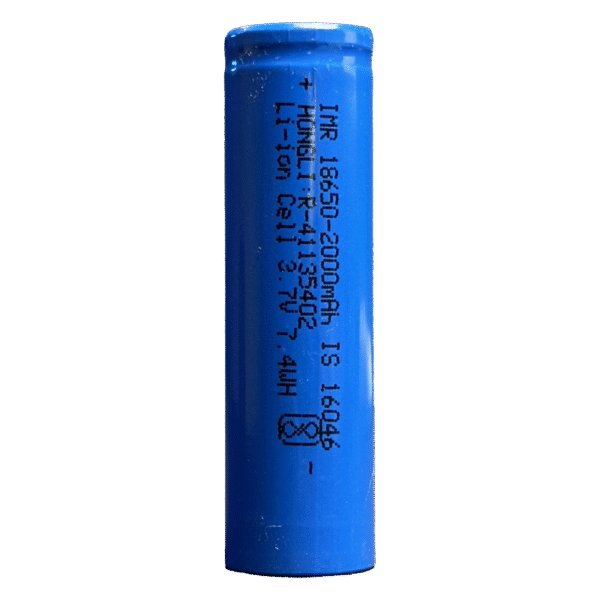 IMR 18650-2000mAh IS 16046
+ HONGLI:R-41135402 -
Li-ion Cell 3.7V 7.4WH